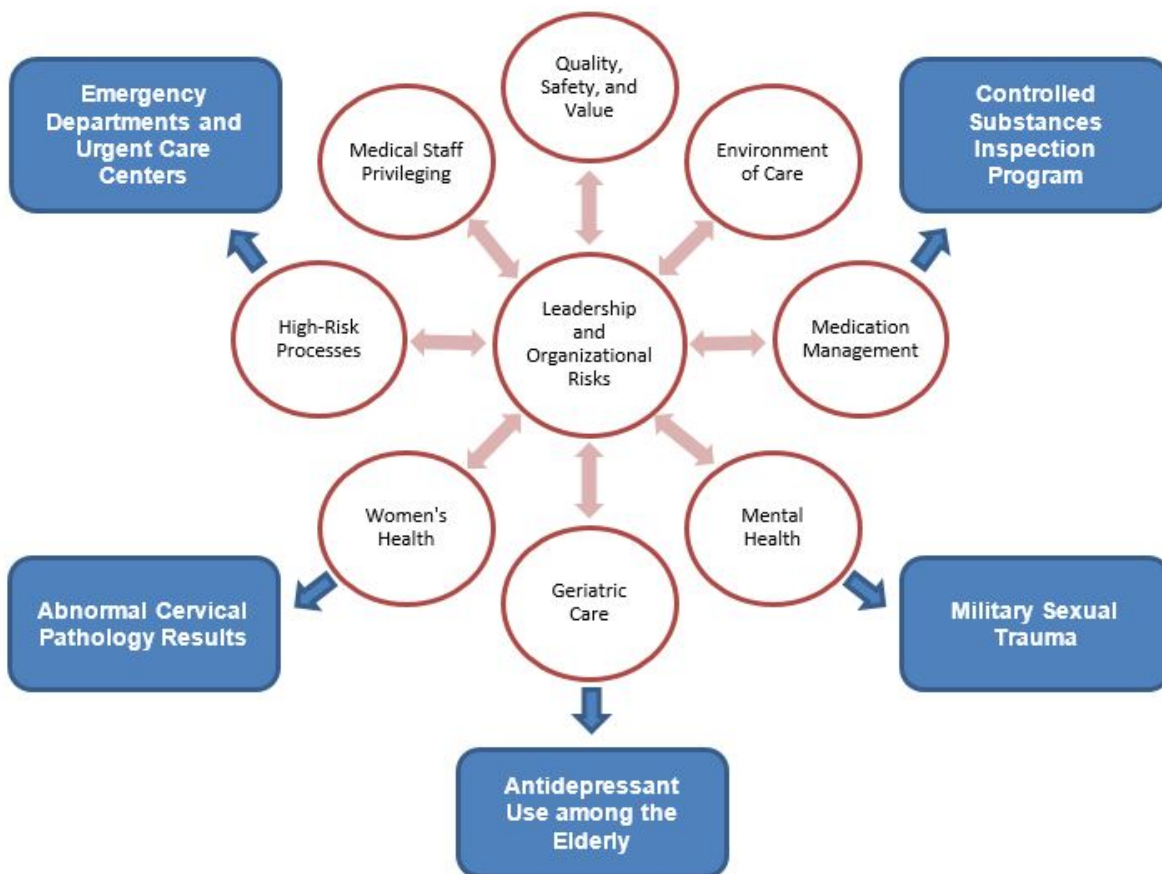 Quality,
Safety, and
Value
Emergency
Departments and
Urgent Care
Centers
Controlled
Substances
Inspection
Program
Medical Staff
Privileging
Environment
of Care
High-Risk
Processes
Leadership
and
Organizational
Risks
Medication
Management
Women's
Health
Mental
Health
Geriatric
Care
Abnormal Cervical
Pathology Results
Military Sexual
Trauma
Antidepressant
Use among the
Elderly